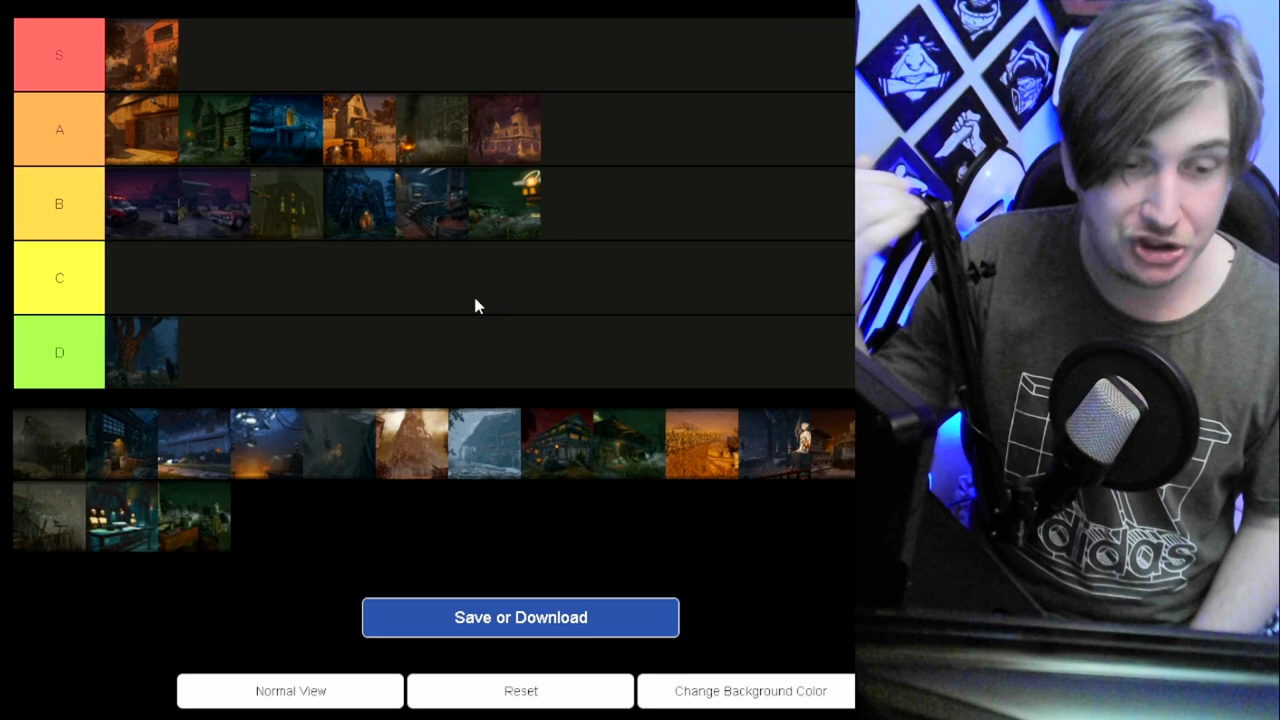 S
A
B
C
D
Save or Download
Normal View
Reset
Change Background Color
adidas